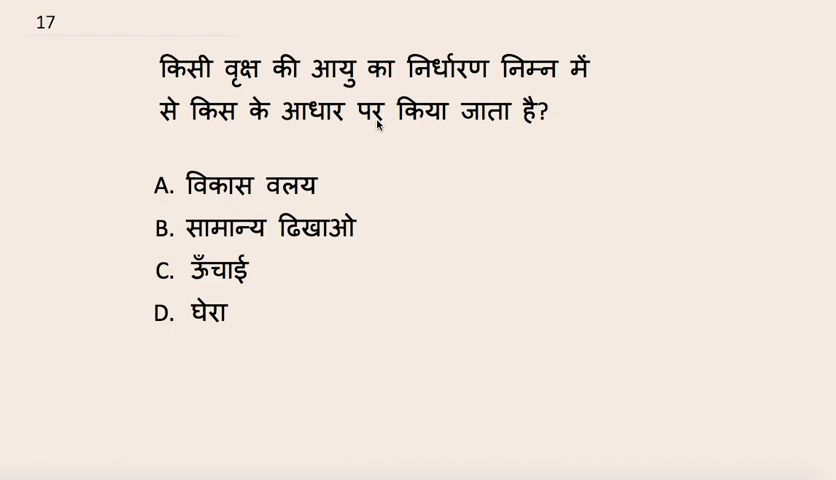 17
किसी वृक्ष की आयु का निर्धारण निम्न में
से किस के आधार पर किया जाता है?
A. विकास वलय
B. सामान्य ढिखाओ
C. ऊँचाई
D. घेरा